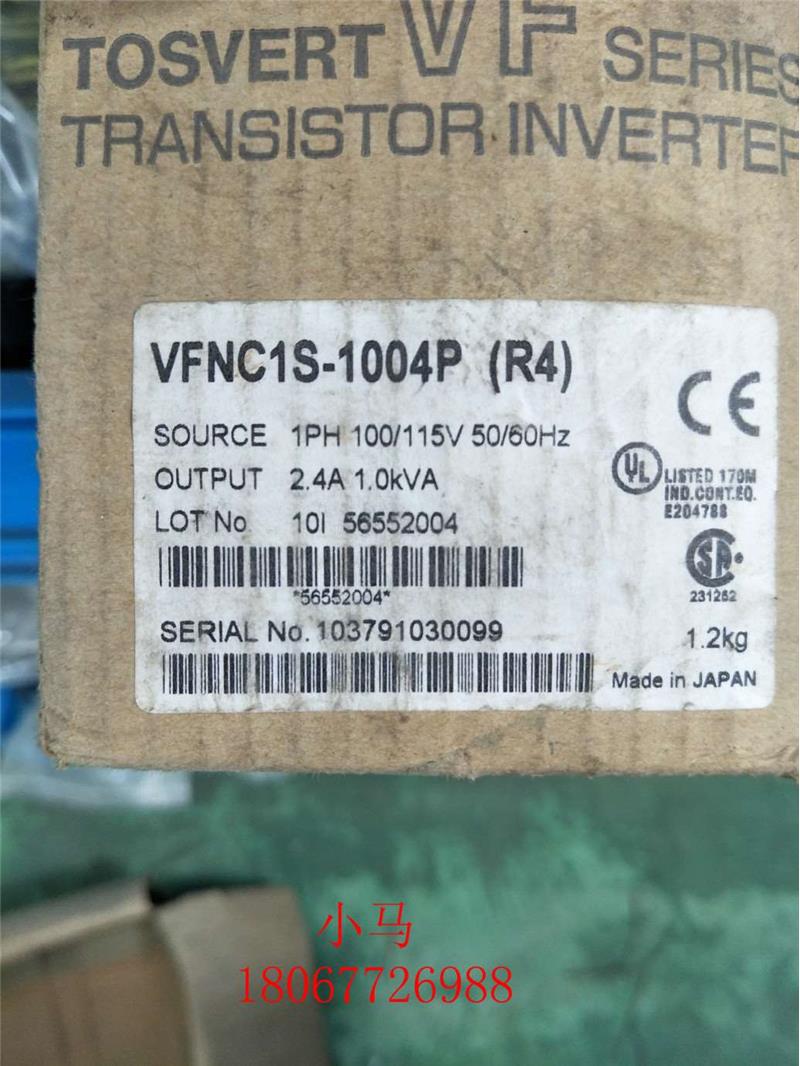 TOSVERT VF SERIES
TRANSISTOR INVERTER
VFNC1S-1004P (R4)
CE
SOURCE 1PH 100/115V 50/60Hz
OUTPUT 2.4A 1.0kVA
LOT No 10I 56552004
UL LISTED 170M
IND.CONT.EQ.
E204788
*56552004*
SA
231262
SERIAL No. 103791030099
1.2kg
Made in JAPAN
小马
18067726988